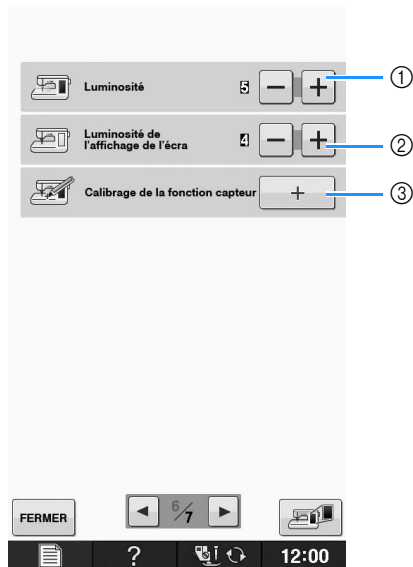 Luminosité 5 − + ①
Luminosité de
l'affichage de l'écra 4 − + ②
Calibrage de la fonction capteur + ③
FERMER 6/7
? 12:00